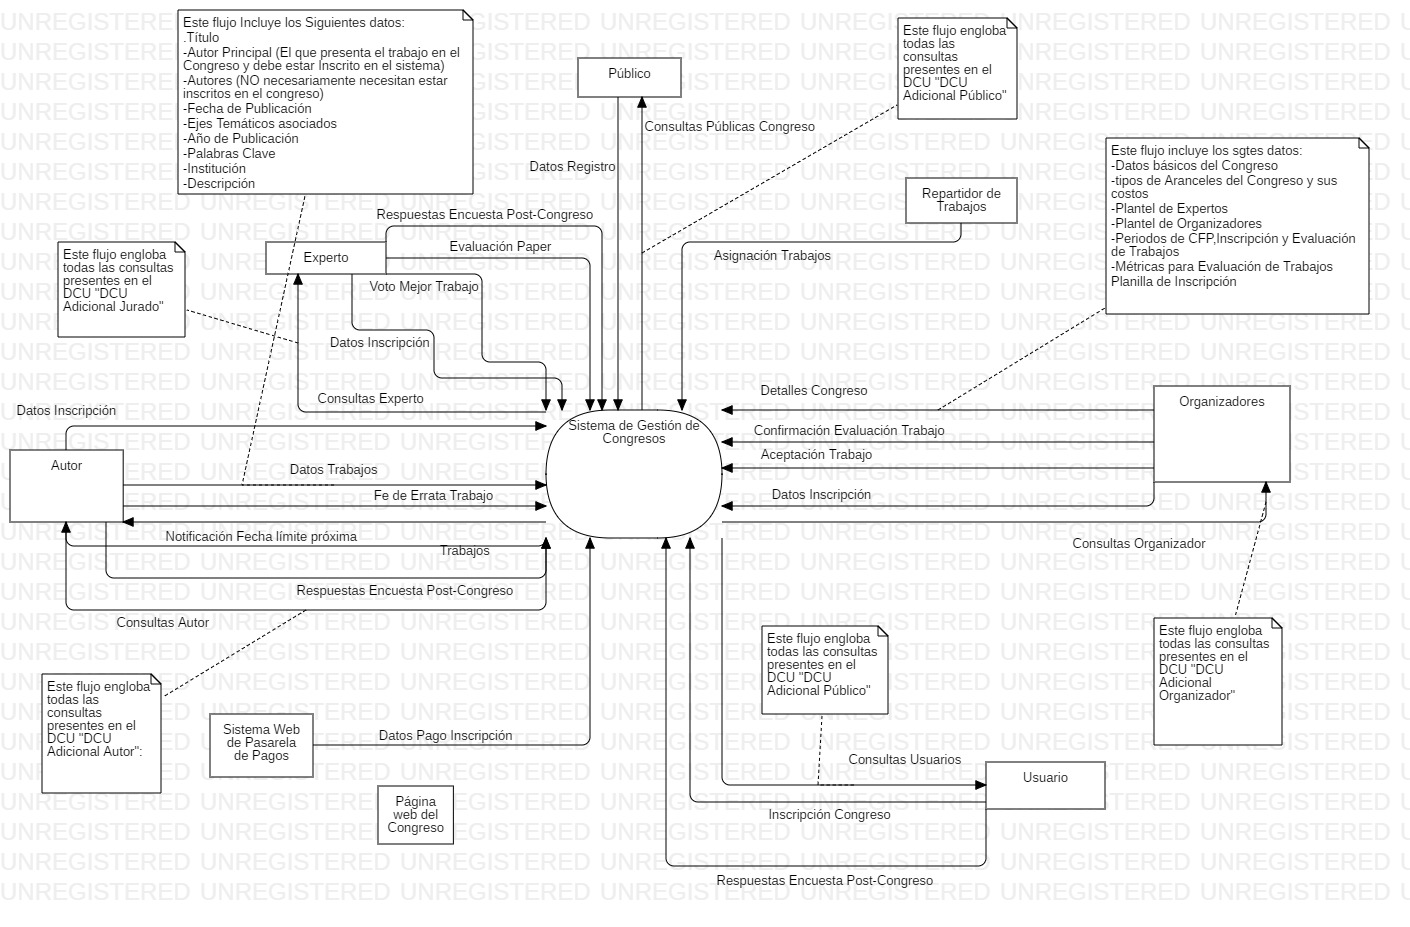 Este flujo Incluye los Siguientes datos:
.Título
-Autor Principal (El que presenta el trabajo en el
Congreso y debe estar Inscrito en el sistema)
-Autores (NO necesariamente necesitan estar
inscritos en el congreso)
-Fecha de Publicación
-Ejes Temáticos asociados
-Año de Publicación
-Palabras Clave
-Institución
-Descripción
Público
Este flujo engloba
todas las
consultas
presentes en el
DCU "DCU
Adicional Público"
Consultas Públicas Congreso
Datos Registro
Este flujo incluye los sgtes datos:
-Datos básicos del Congreso
-tipos de Aranceles del Congreso y sus
costos
-Plantel de Expertos
-Plantel de Organizadores
-Periodos de CFP,Inscripción y Evaluación
de Trabajos
-Métricas para Evaluación de Trabajos
Planilla de Inscripción
Repartidor de
Trabajos
Asignación Trabajos
Respuestas Encuesta Post-Congreso
Evaluación Paper
Experto
Voto Mejor Trabajo
Datos Inscripción
Consultas Experto
Este flujo engloba
todas las consultas
presentes en el
DCU "DCU
Adicional Jurado"
Datos Inscripción
Autor
Datos Trabajos
Fe de Errata Trabajo
Notificación Fecha límite próxima
Trabajos
Respuestas Encuesta Post-Congreso
Consultas Autor
Sistema de Gestión de
Congresos
Detalles Congreso
Confirmación Evaluación Trabajo
Aceptación Trabajo
Datos Inscripción
Consultas Organizador
Organizadores
Este flujo engloba
todas las consultas
presentes en el
DCU "DCU
Adicional
Organizador"
Este flujo engloba
todas las consultas
presentes en el
DCU "DCU
Adicional Público"
Este flujo engloba
todas las
consultas
presentes en el
DCU "DCU
Adicional Autor":
Sistema Web
de Pasarela
de Pagos
Datos Pago Inscripción
Página
web del
Congreso
Consultas Usuarios
Usuario
Inscripción Congreso
Respuestas Encuesta Post-Congreso
UNREGISTERED